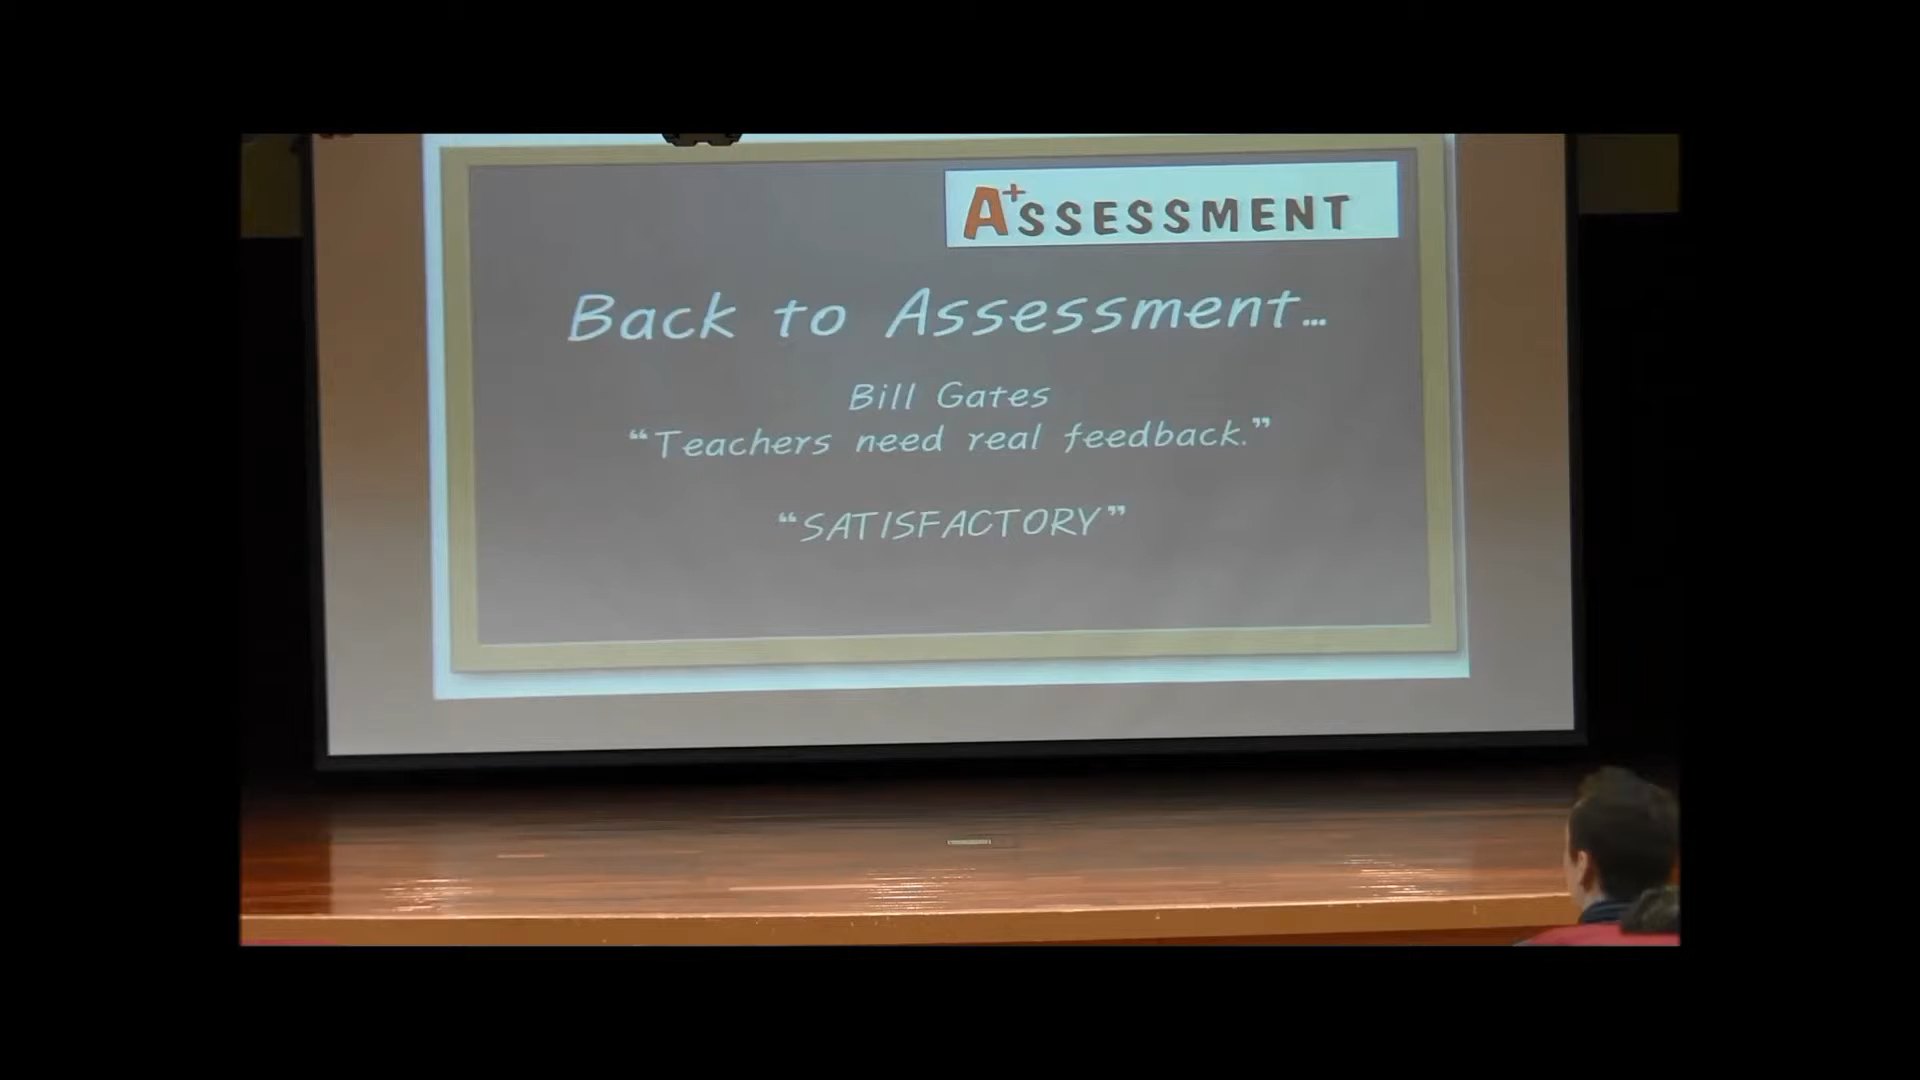 A+SSESSMENT
Back to Assessment...
Bill Gates
“Teachers need real feedback.”
“SATISFACTORY”